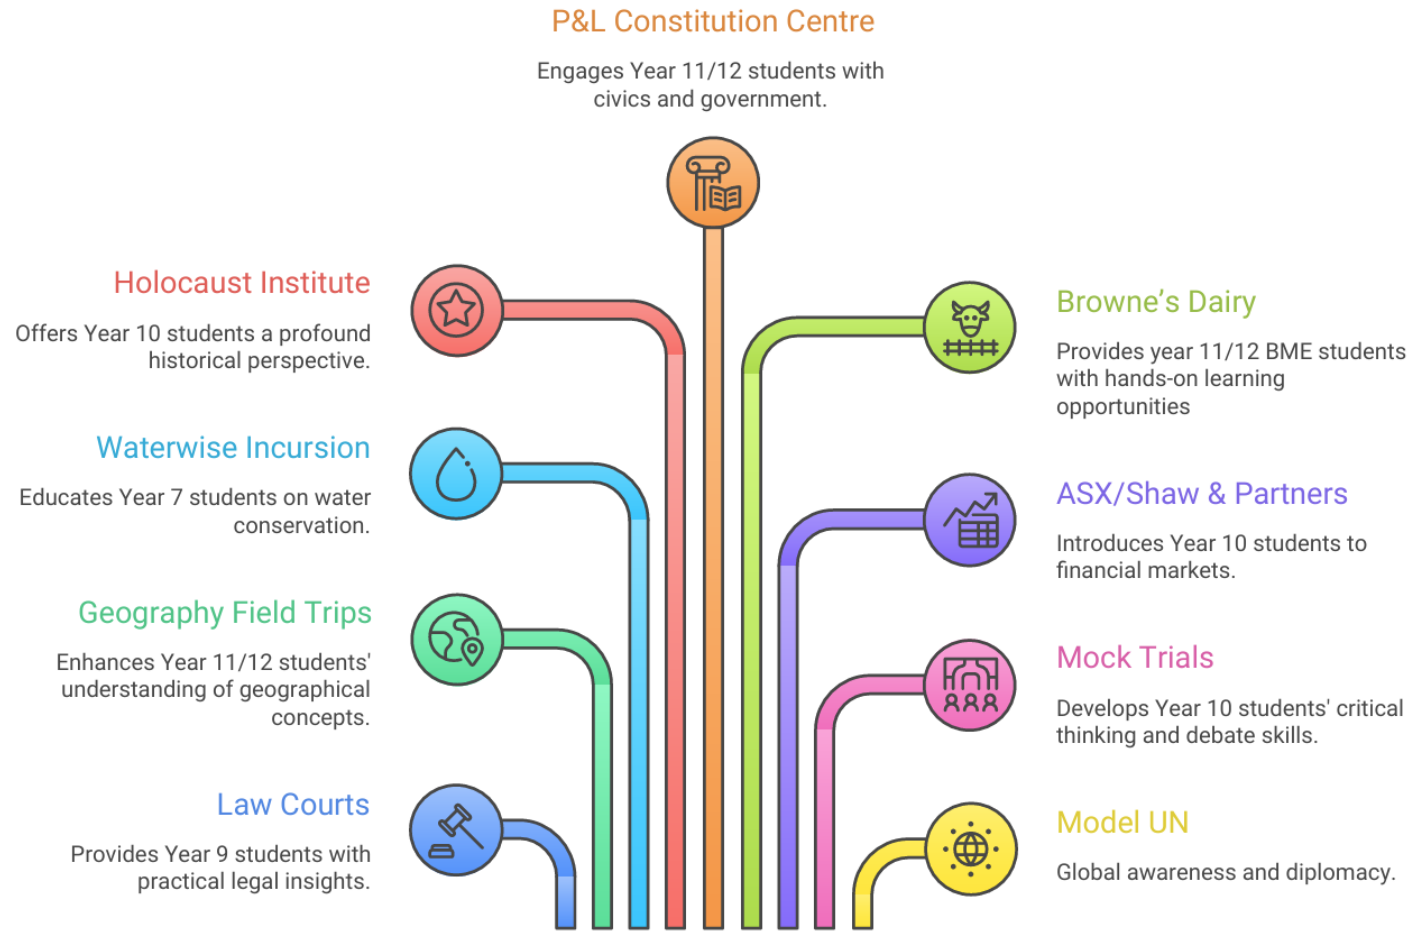 P&L Constitution Centre
Engages Year 11/12 students with
civics and government.
Holocaust Institute
Offers Year 10 students a profound
historical perspective.
Waterwise Incursion
Educates Year 7 students on water
conservation.
Geography Field Trips
Enhances Year 11/12 students'
understanding of geographical
concepts.
Law Courts
Provides Year 9 students with
practical legal insights.
Browne’s Dairy
Provides year 11/12 BME students
with hands-on learning
opportunities
ASX/Shaw & Partners
Introduces Year 10 students to
financial markets.
Mock Trials
Develops Year 10 students' critical
thinking and debate skills.
Model UN
Global awareness and diplomacy.